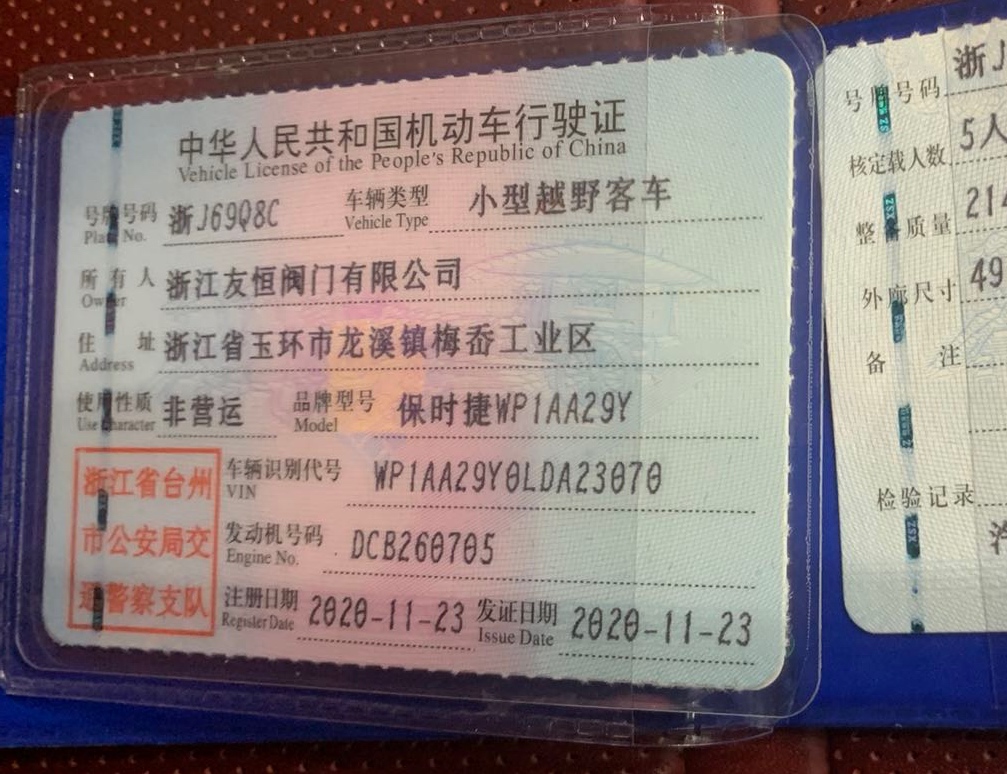 中华人民共和国机动车行驶证
Vehicle License of the People's Republic of China
号牌号码 浙J69Q8C 车辆类型 小型越野客车
Plate No. Vehicle Type
所有人 浙江友恒阀门有限公司
Owner
住址 浙江省玉环市龙溪镇梅岙工业区
Address
使用性质 非营运 品牌型号 保时捷WP1AA29Y
Use Character Model
车辆识别代号 WP1AA29Y0LDA23070
VIN
发动机号码 DCB260705
Engine No.
注册日期 2020-11-23 发证日期 2020-11-23
Register Date Issue Date
浙江省台州
市公安局交
通警察支队
号牌号码 浙J
核定载人数 5人
整备质量 21
外廓尺寸 49
备注
检验记录